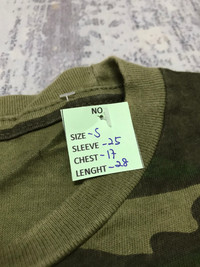 NO.
SIZE - S
SLEEVE - 25
CHEST - 17
LENGHT - 28